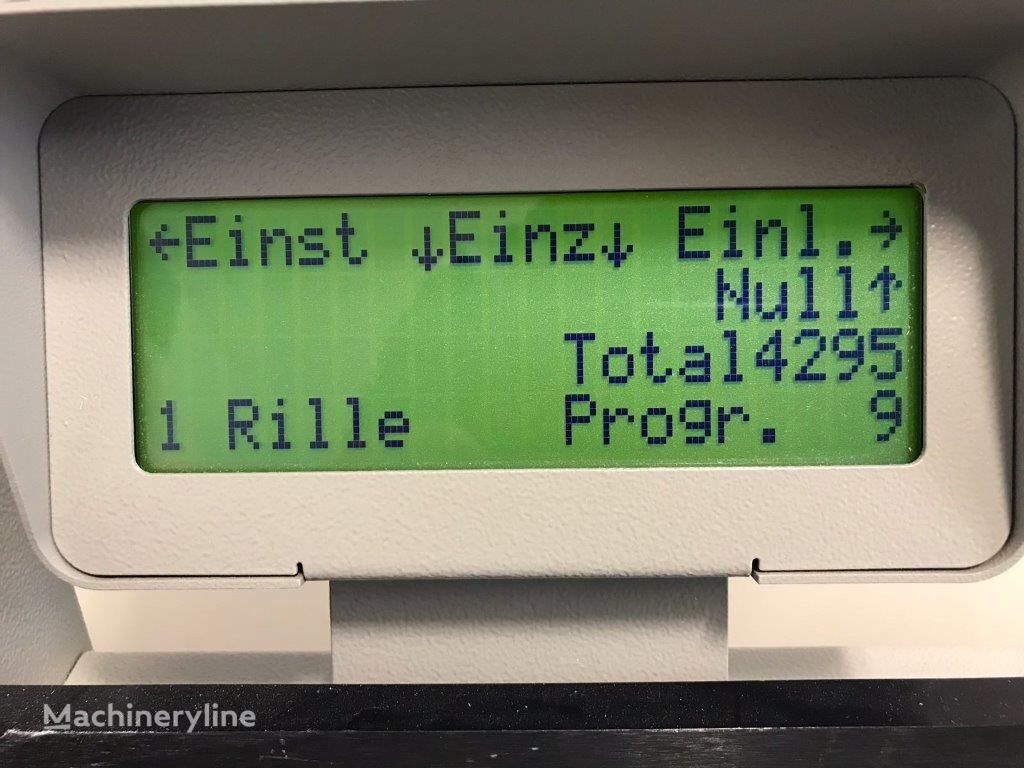 ←Einst ↓Einz↓ Einl.→
Null↑
Total4295
1 Rille Progr. 9
Machineryline